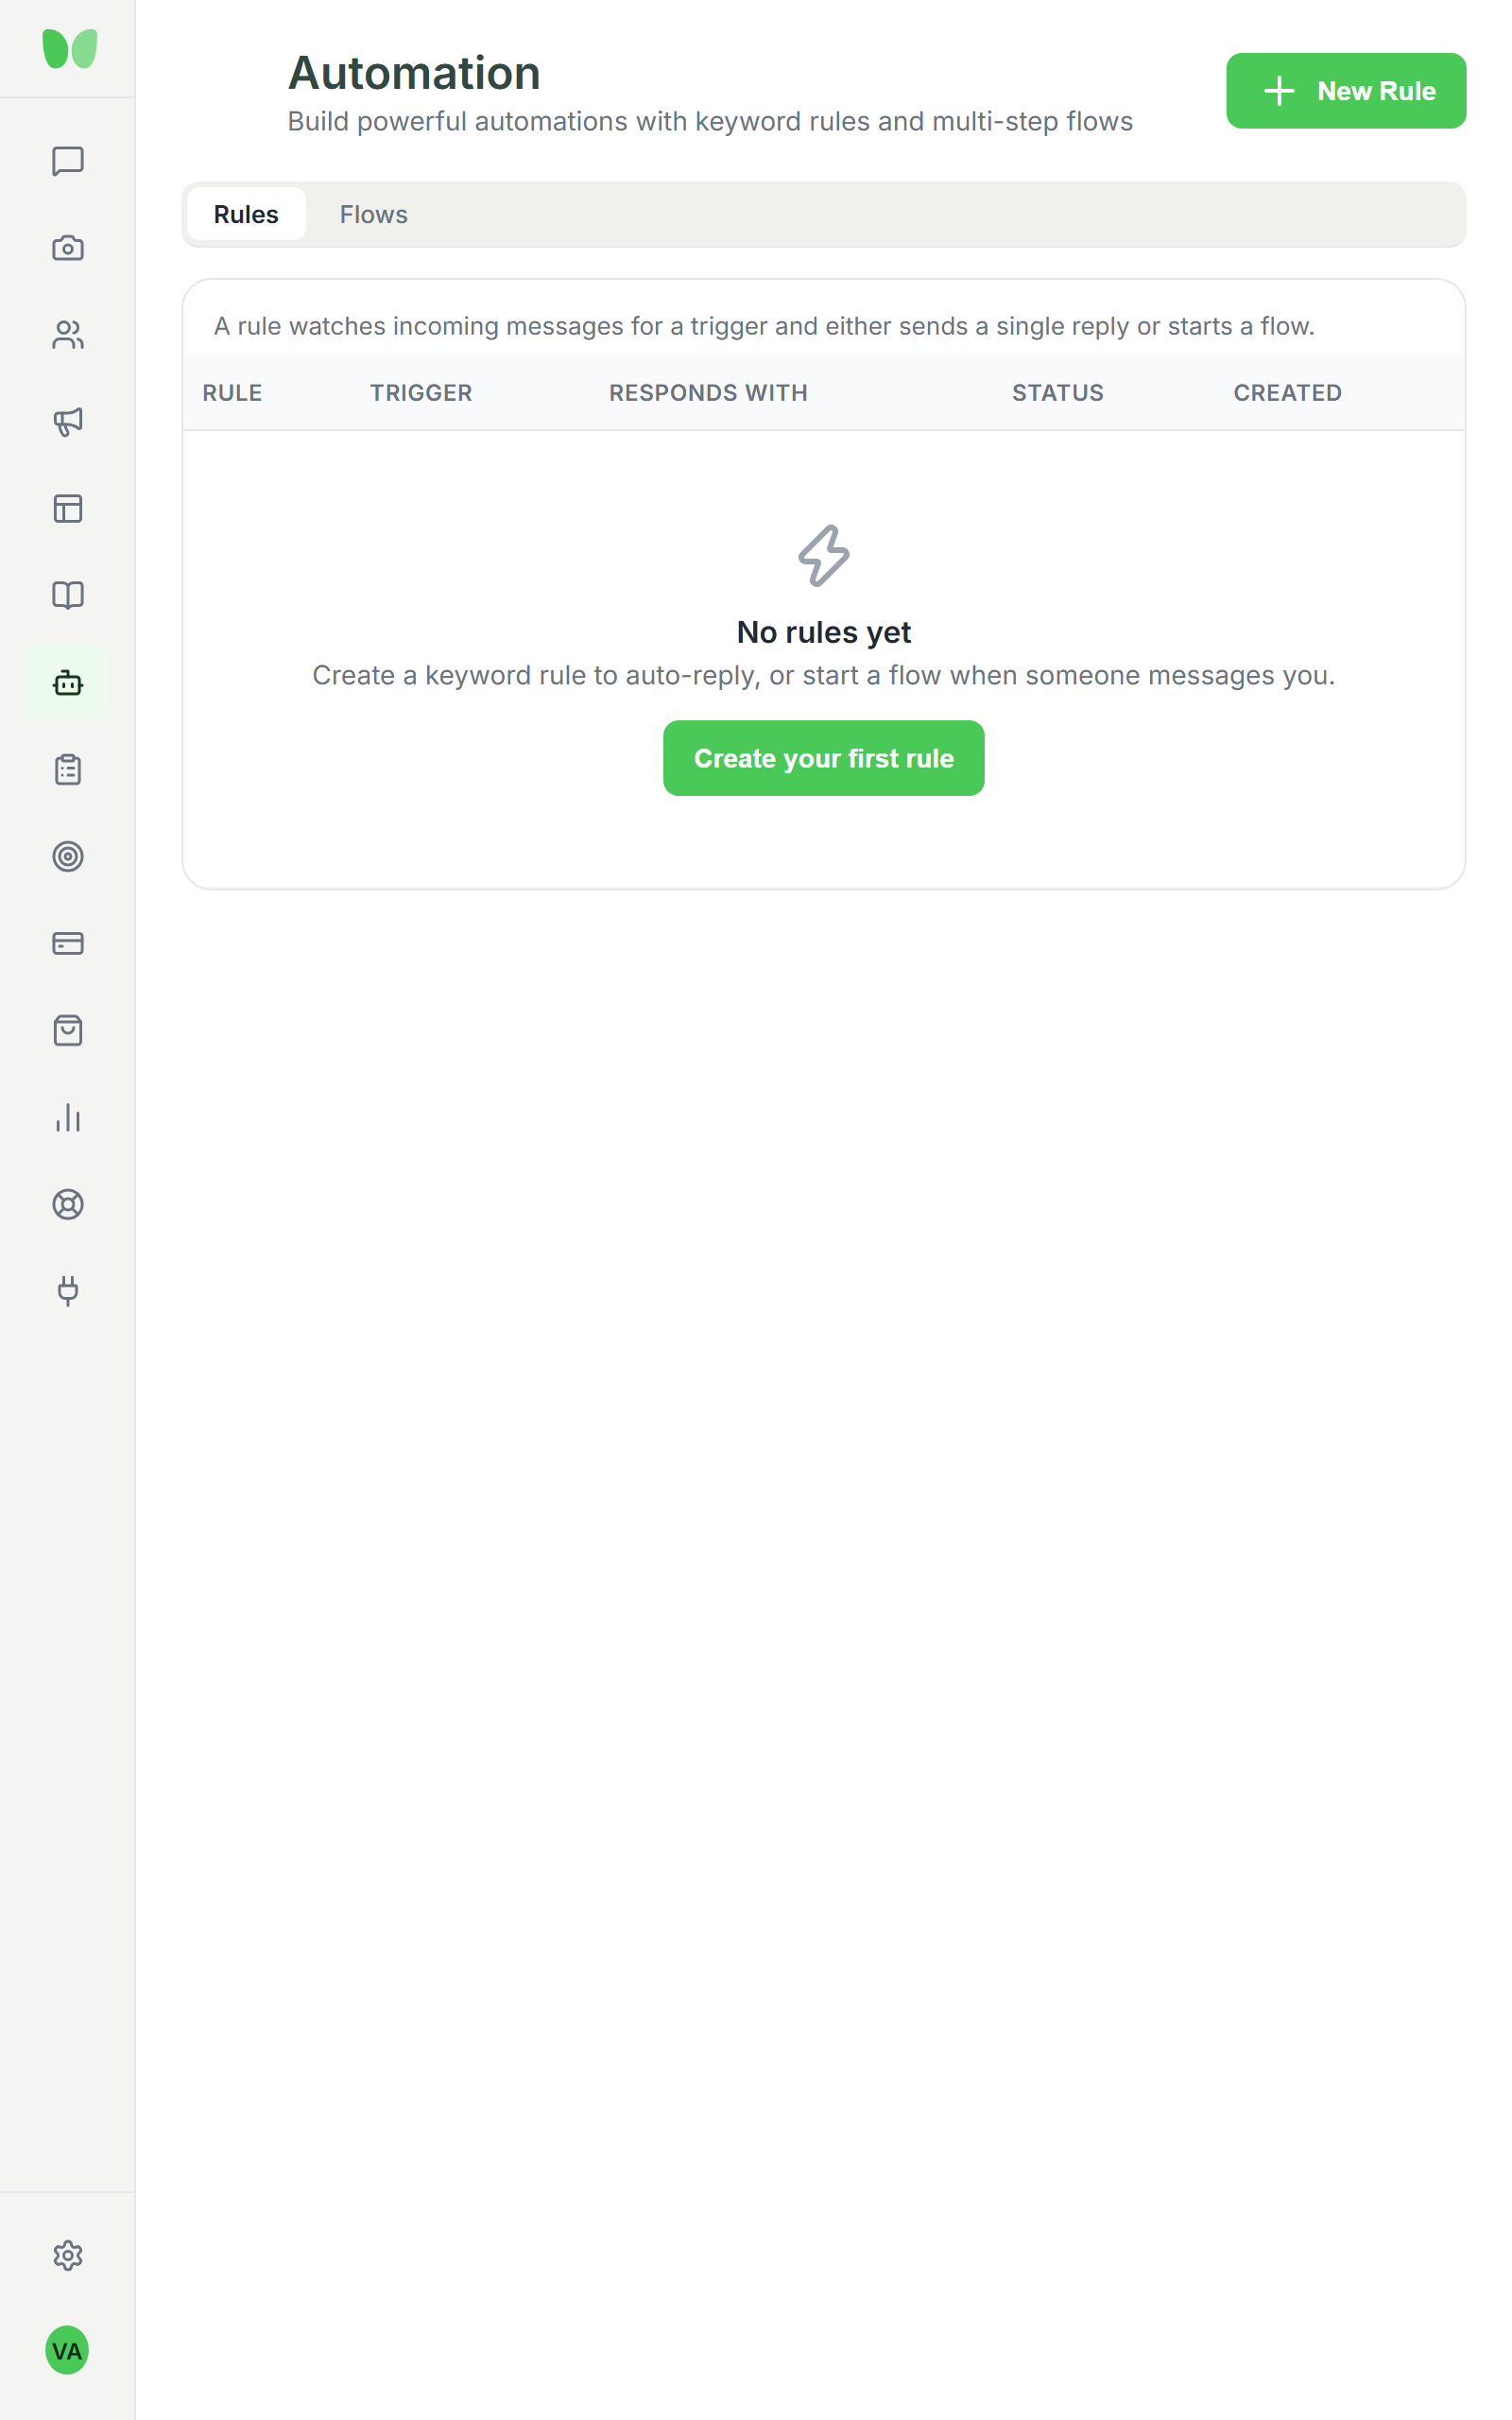 Automation
Build powerful automations with keyword rules and multi-step flows
New Rule
Rules
Flows
A rule watches incoming messages for a trigger and either sends a single reply or starts a flow.
RULE TRIGGER RESPONDS WITH STATUS CREATED
No rules yet
Create a keyword rule to auto-reply, or start a flow when someone messages you.
Create your first rule
VA